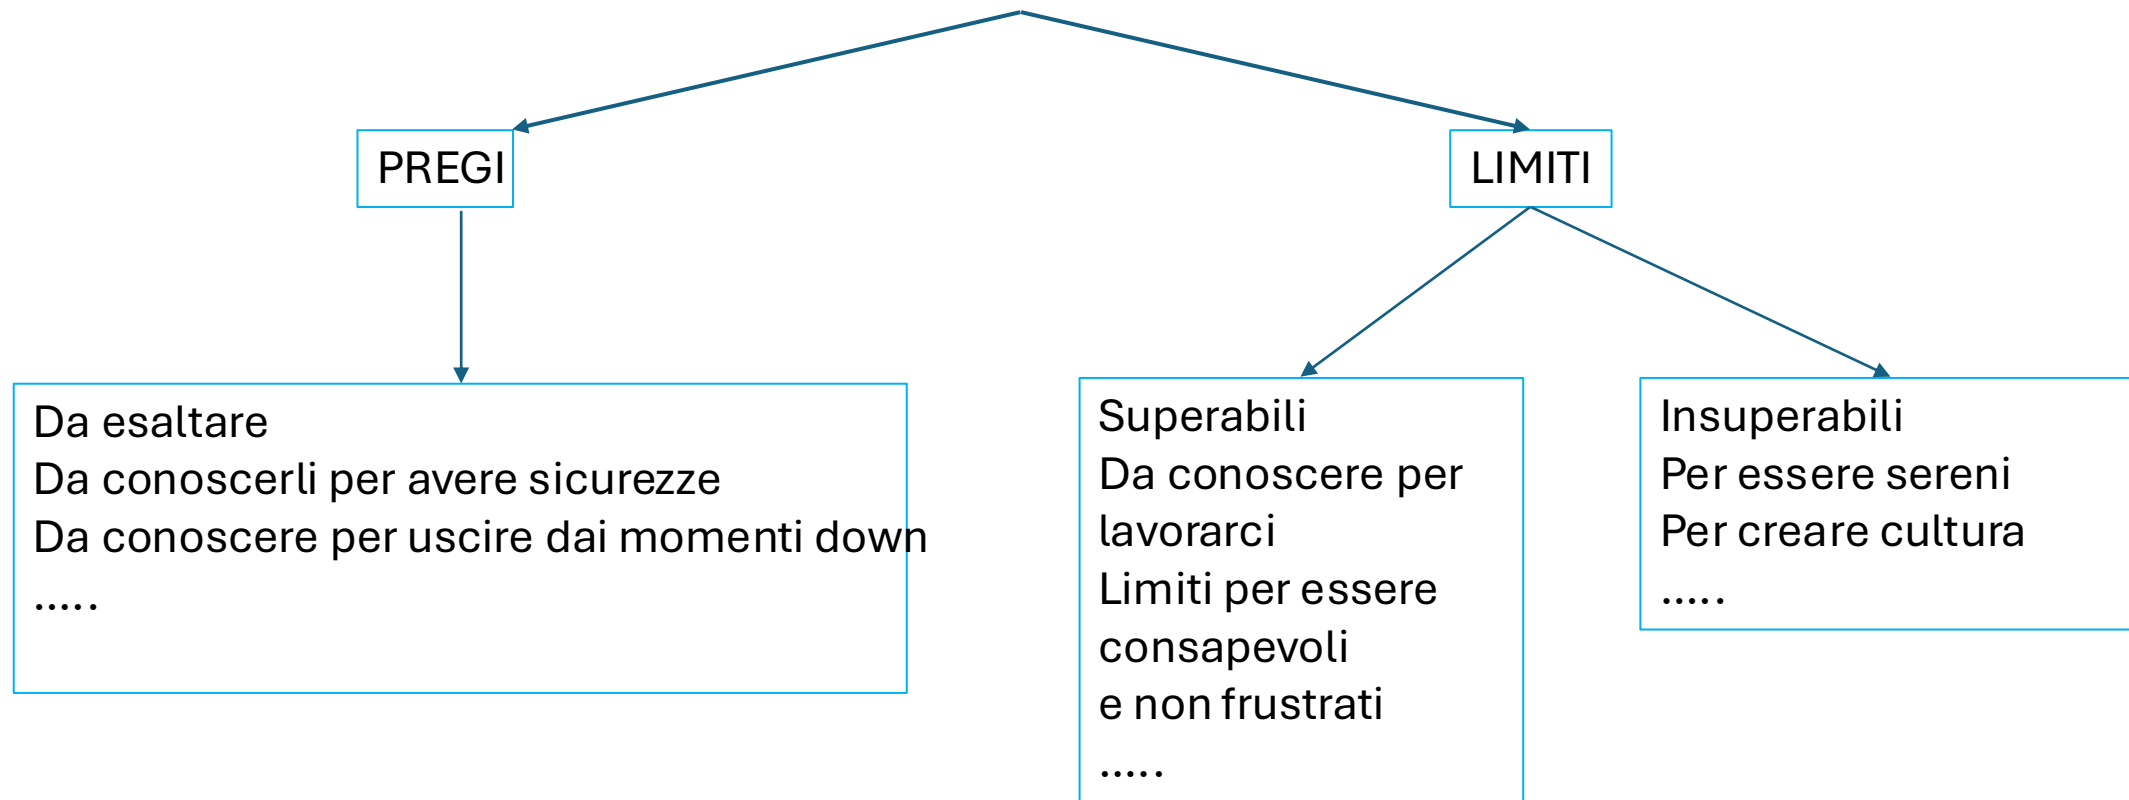 PREGI
LIMITI
Da esaltare
Da conoscerli per avere sicurezze
Da conoscere per uscire dai momenti down
.....
Superabili
Da conoscere per
lavorarci
Limiti per essere
consapevoli
e non frustrati
.....
Insuperabili
Per essere sereni
Per creare cultura
.....